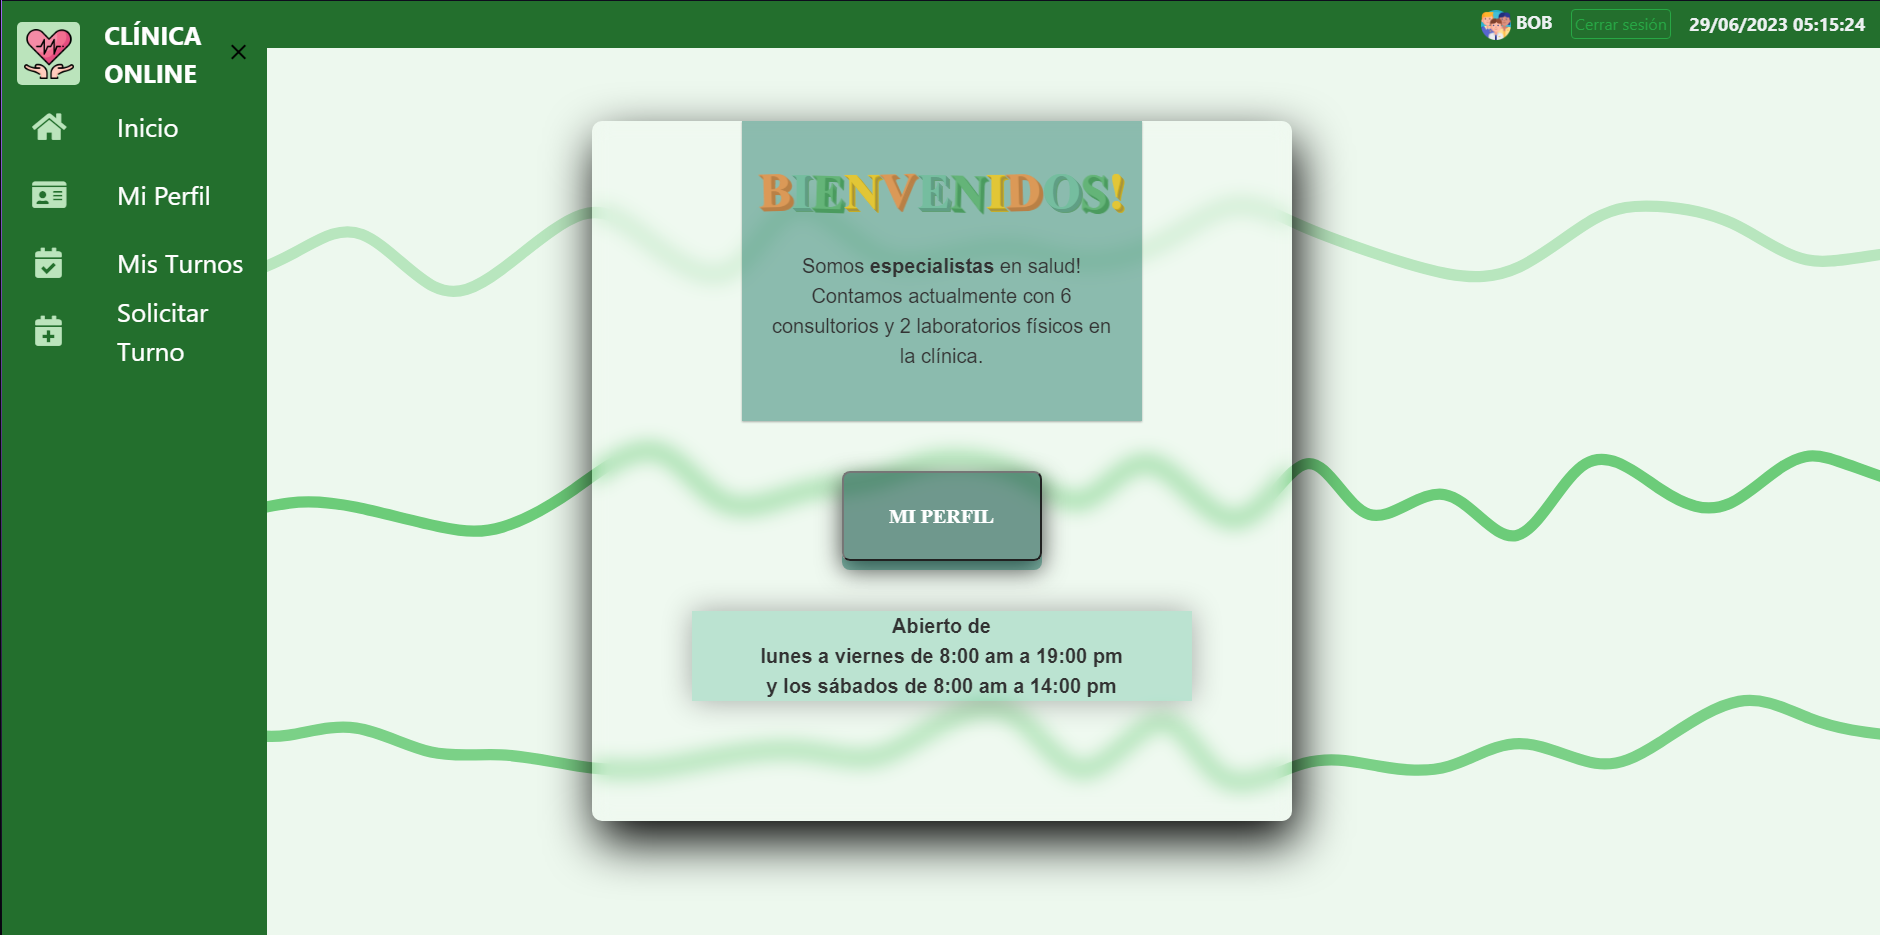 CLÍNICA
ONLINE
Inicio
Mi Perfil
Mis Turnos
Solicitar
Turno
BOB
Cerrar sesión
29/06/2023 05:15:24
BIENVENIDOS!
Somos especialistas en salud!
Contamos actualmente con 6
consultorios y 2 laboratorios físicos en
la clínica.
MI PERFIL
Abierto de
lunes a viernes de 8:00 am a 19:00 pm
y los sábados de 8:00 am a 14:00 pm